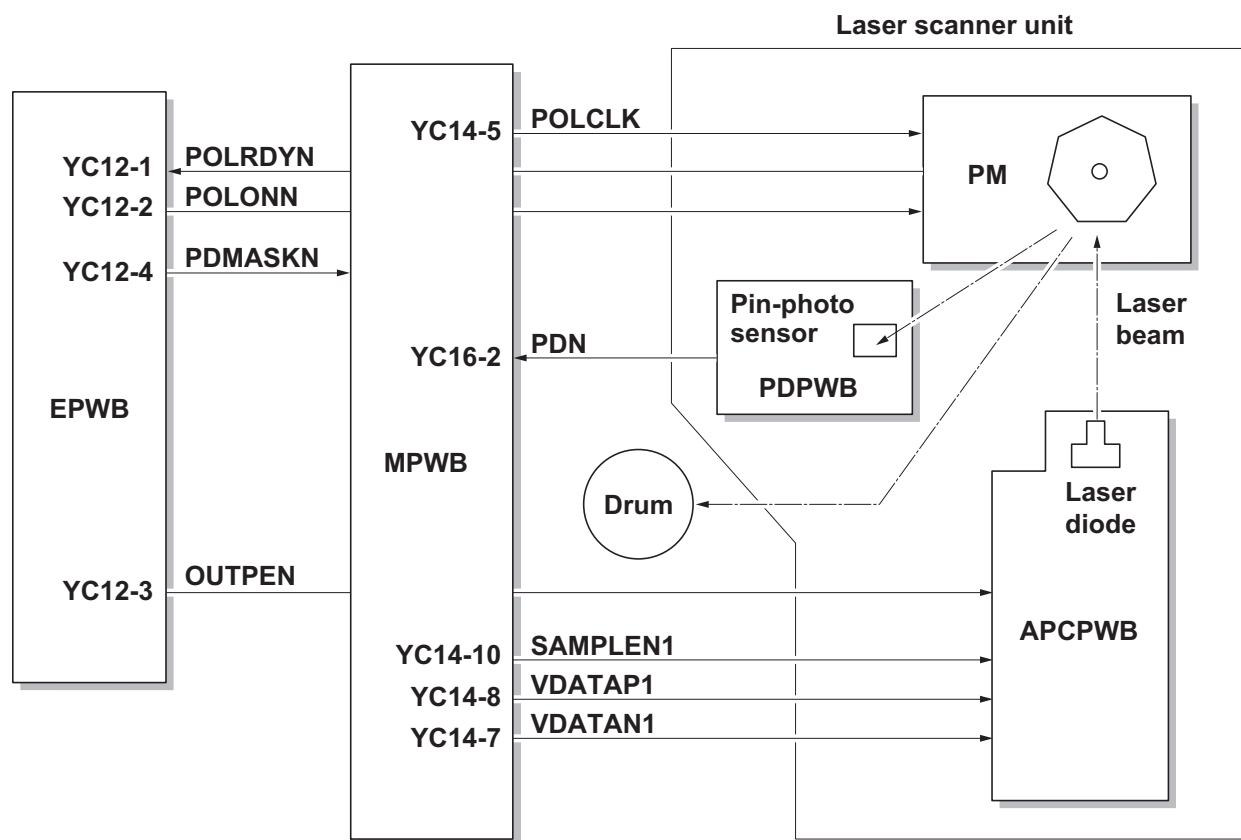 Laser scanner unit
YC14-5 POLCLK
YC12-1 POLRDYN
YC12-2 POLONN
PM
YC12-4 PDMASKN
Laser
beam
Pin-photo
sensor
YC16-2 PDN
PDPWB
EPWB
MPWB
Drum
Laser
diode
YC12-3 OUTPEN
APCPWB
YC14-10 SAMPLEN1
YC14-8 VDATAP1
YC14-7 VDATAN1